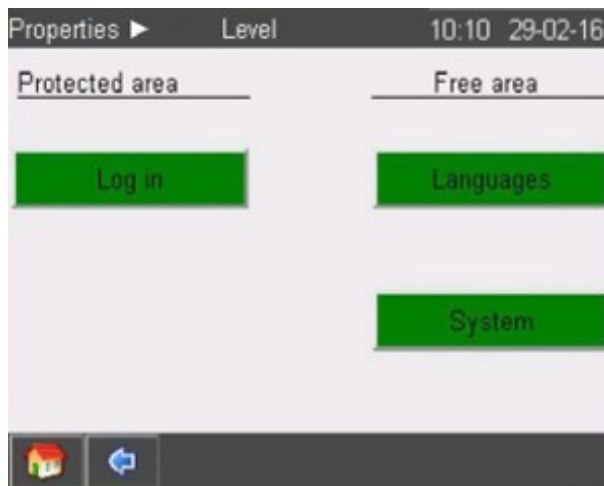 Properties ► Level 10:10 29-02-16
Protected area Free area
Log in Languages
System